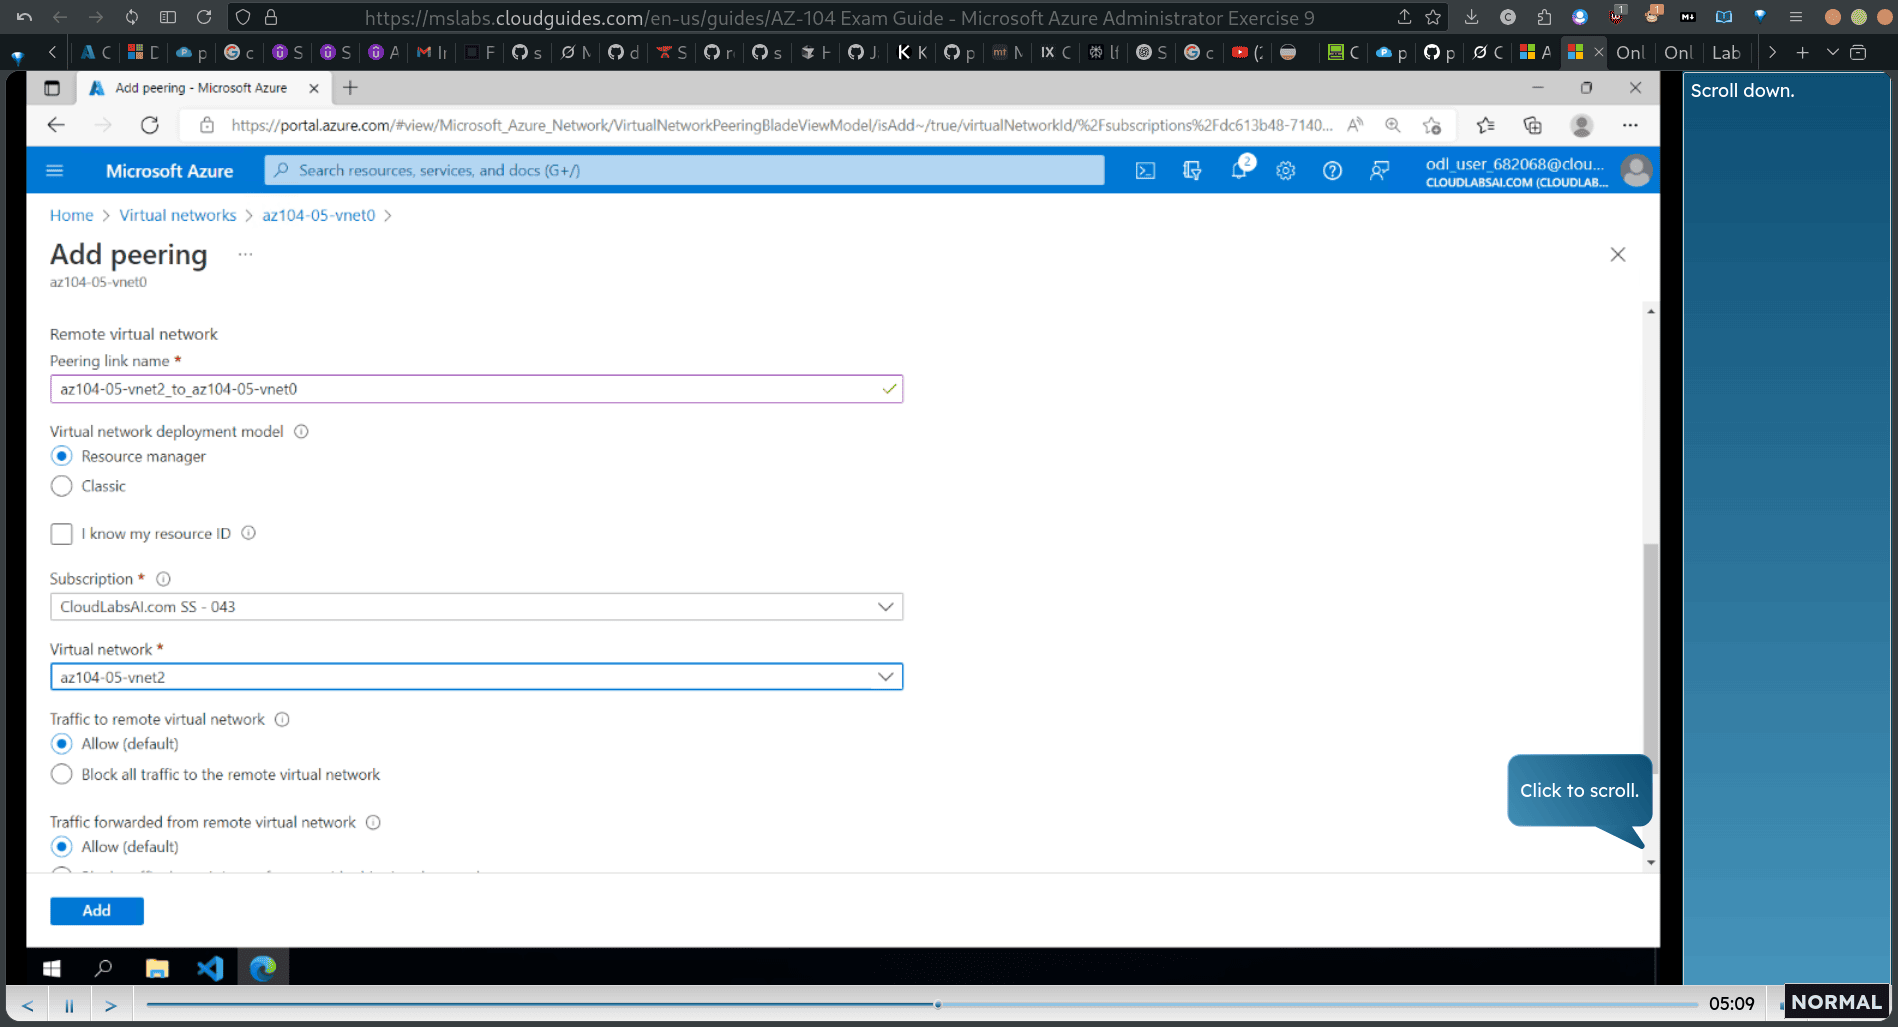 https://mslabs.cloudguides.com/en-us/guides/AZ-104 Exam Guide - Microsoft Azure Administrator Exercise 9
Onl
Onl
Lab
Add peering - Microsoft Azure
https://portal.azure.com/#view/Microsoft_Azure_Network/VirtualNetworkPeeringBladeViewModel/isAdd~/true/virtualNetworkId/%2Fsubscriptions%2Fdc613b48-7140...
Microsoft Azure
Search resources, services, and docs (G+/)
2
odl_user_682068@clou...
CLOUDLABSAI.COM (CLOUDLAB...
Home > Virtual networks > az104-05-vnet0 >
Add peering ...
az104-05-vnet0
Remote virtual network
Peering link name *
az104-05-vnet2_to_az104-05-vnet0
Virtual network deployment model
Resource manager
Classic
I know my resource ID
Subscription *
CloudLabsAI.com SS - 043
Virtual network *
az104-05-vnet2
Traffic to remote virtual network
Allow (default)
Block all traffic to the remote virtual network
Traffic forwarded from remote virtual network
Allow (default)
Add
Scroll down.
Click to scroll.
05:09
NORMAL